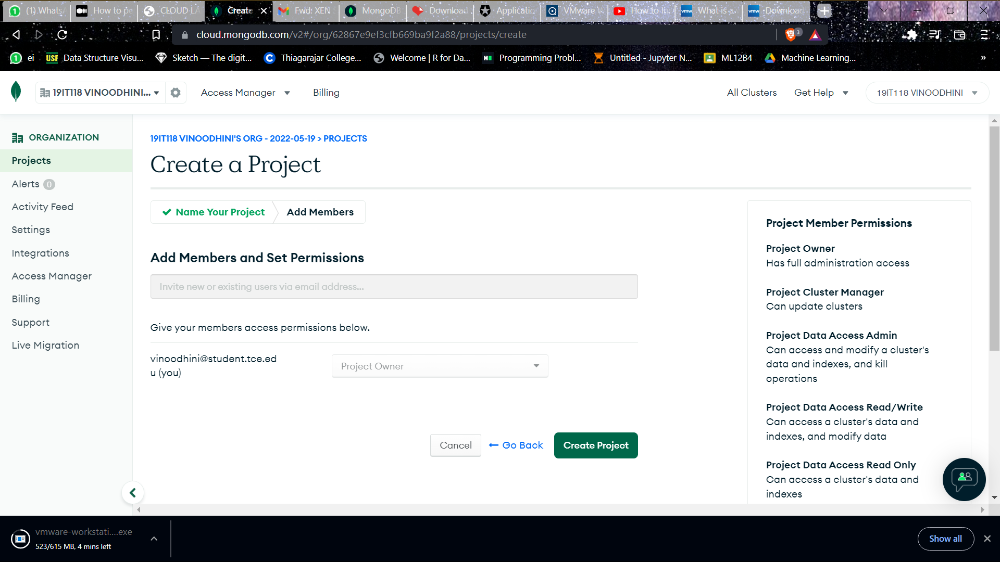 (1) Whats
How to pe
CLOUD LA
Create
Fwd: XEN
MongoDB
Download
Applicatio
VMware W
How to In
What is a
Download
cloud.mongodb.com/v2#/org/62867e9ef3cfb669ba9f2a88/projects/create
3
ei
USF Data Structure Visu...
Sketch — The digit...
Thiagarajar College...
Welcome | R for Da...
Programming Probl...
Untitled - Jupyter N...
ML12B4
Machine Learning...
»
19IT118 VINOODHINI...
Access Manager
Billing
All Clusters
Get Help
19IT118 VINOODHINI
ORGANIZATION
Projects
Alerts 0
Activity Feed
Settings
Integrations
Access Manager
Billing
Support
Live Migration
19IT118 VINOODHINI'S ORG - 2022-05-19 > PROJECTS
Create a Project
Name Your Project
Add Members
Add Members and Set Permissions
Invite new or existing users via email address...
Give your members access permissions below.
vinoodhini@student.tce.ed
u (you)
Project Owner
Cancel
Go Back
Create Project
Project Member Permissions
Project Owner
Has full administration access
Project Cluster Manager
Can update clusters
Project Data Access Admin
Can access and modify a cluster's
data and indexes, and kill
operations
Project Data Access Read/Write
Can access a cluster's data and
indexes, and modify data
Project Data Access Read Only
Can access a cluster's data and
indexes
vmware-workstati....exe
523/615 MB, 4 mins left
Show all